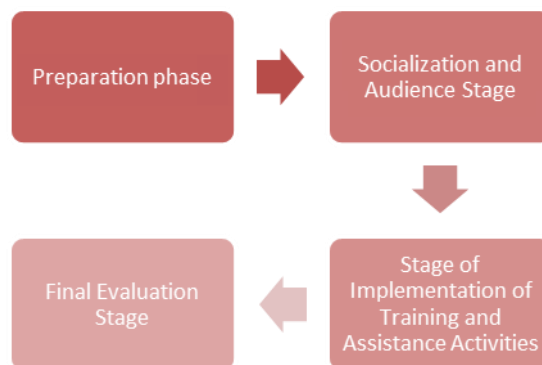 Preparation phase
Socialization and
Audience Stage
Stage of
Implementation of
Training and
Assistance Activities
Final Evaluation
Stage